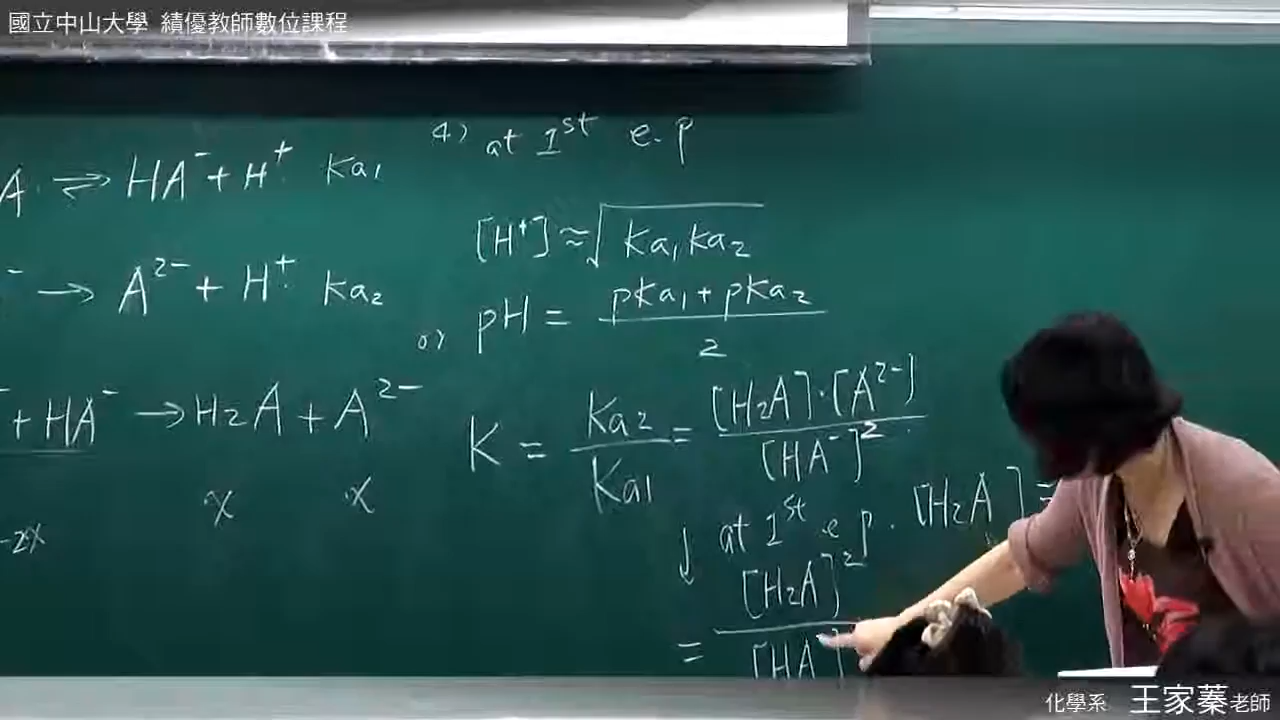 國立中山大學 績優教師數位課程
A ⇌ HA⁻ + H⁺ Ka₁
⁻ → A²⁻ + H⁺ Ka₂
⁻ + HA⁻ → H₂A + A²⁻
x x
-2x
4) at 1st e.p
[H⁺] ≈ √Ka₁Ka₂
or) pH = pKa₁ + pKa₂ / 2
K = Ka₂ / Ka₁ = [H₂A]·[A²⁻] / [HA⁻]²
at 1st e p. [H₂A] =
= [H₂A]² / [HA⁻]
化學系 王家蓁老師